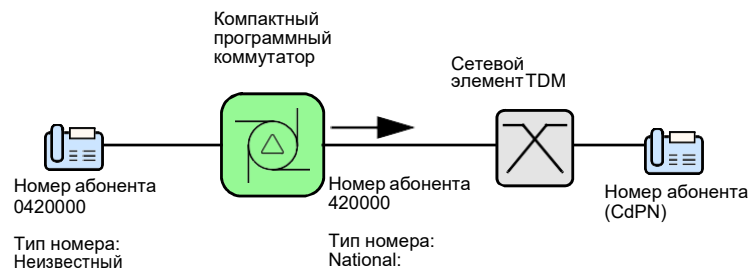 Компактный
программный
коммутатор
Сетевой
элемент TDM
Номер абонента
0420000
Тип номера:
Неизвестный
Номер абонента
420000
Тип номера:
National:
Номер абонента
(CdPN)